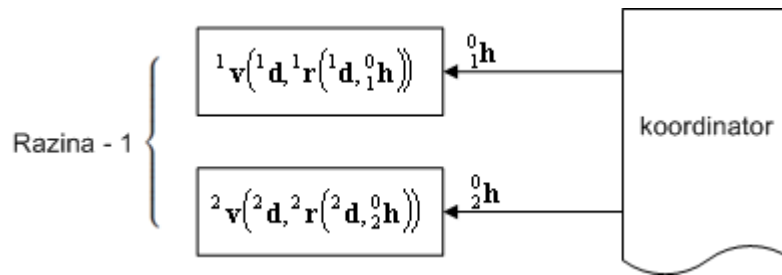 ¹v(¹d,¹r(¹d,⁰₁h))
⁰₁h
koordinator
Razina - 1
²v(²d,²r(²d,⁰₂h))
⁰₂h